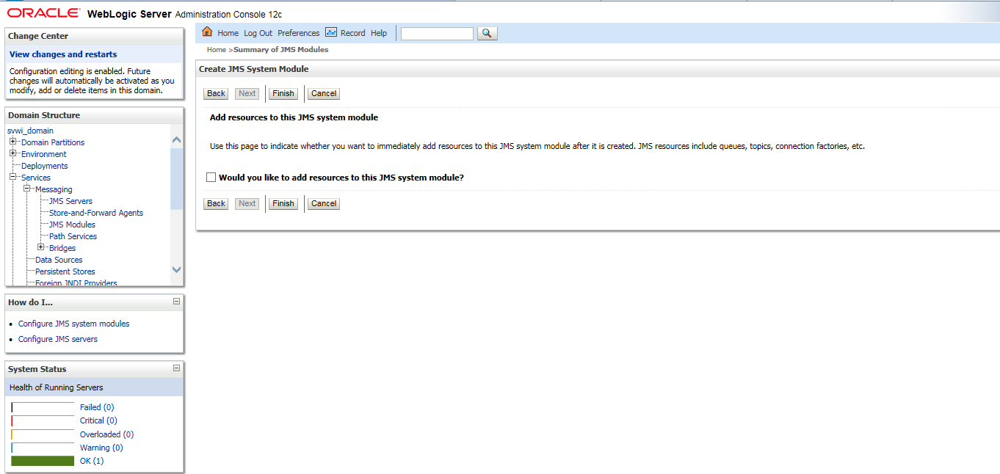 ORACLE WebLogic Server Administration Console 12c
Change Center
View changes and restarts
Configuration editing is enabled. Future
changes will automatically be activated as you
modify, add or delete items in this domain.
Domain Structure
svwi_domain
Domain Partitions
Environment
Deployments
Services
Messaging
JMS Servers
Store-and-Forward Agents
JMS Modules
Path Services
Bridges
Data Sources
Persistent Stores
Foreign JNDI Providers
How do I...
Configure JMS system modules
Configure JMS servers
System Status
Health of Running Servers
Failed (0)
Critical (0)
Overloaded (0)
Warning (0)
OK (1)
Home Log Out Preferences Record Help
Home >Summary of JMS Modules
Create JMS System Module
Back Next Finish Cancel
Add resources to this JMS system module
Use this page to indicate whether you want to immediately add resources to this JMS system module after it is created. JMS resources include queues, topics, connection factories, etc.
Would you like to add resources to this JMS system module?
Back Next Finish Cancel